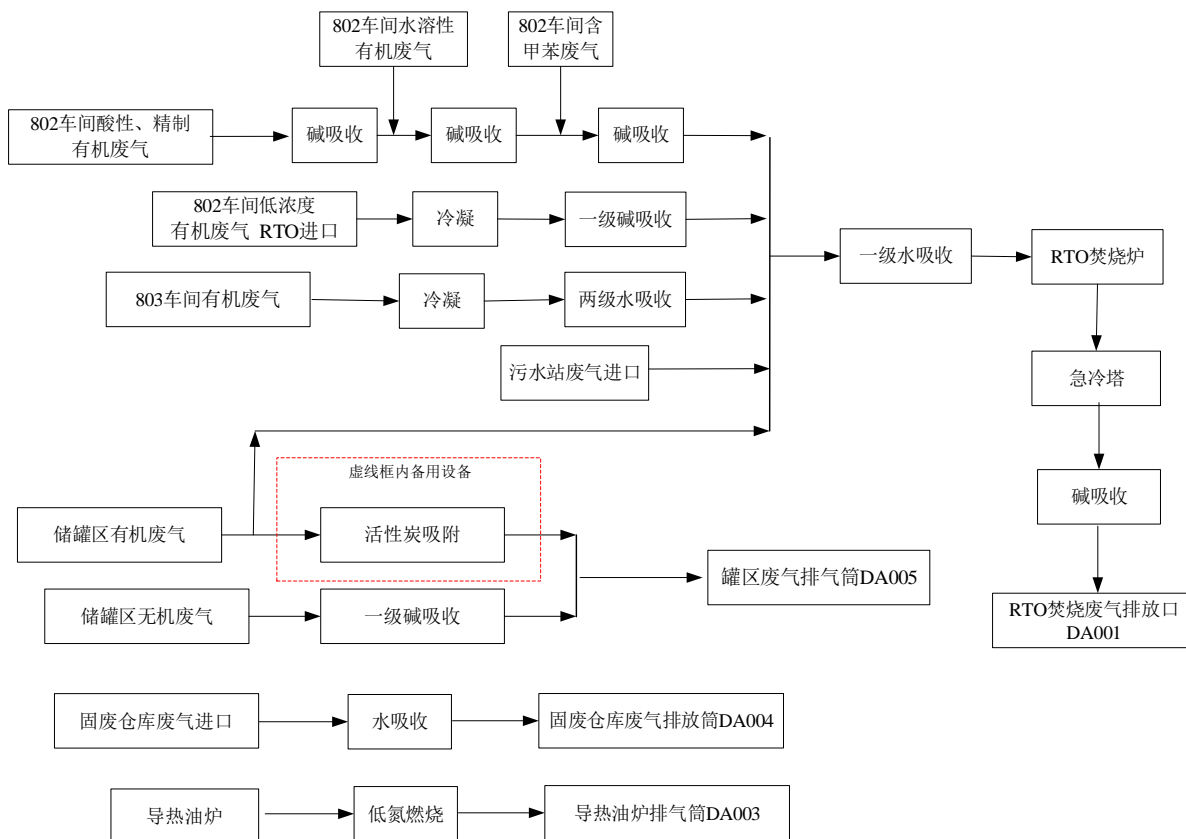 802车间水溶性
有机废气
802车间含
甲苯废气
802车间酸性、精制
有机废气
碱吸收
碱吸收
碱吸收
802车间低浓度
有机废气 RTO进口
冷凝
一级碱吸收
一级水吸收
RTO焚烧炉
803车间有机废气
冷凝
两级水吸收
污水站废气进口
急冷塔
虚线框内备用设备
碱吸收
储罐区有机废气
活性炭吸附
罐区废气排气筒DA005
储罐区无机废气
一级碱吸收
RTO焚烧废气排放口
DA001
固废仓库废气进口
水吸收
固废仓库废气排放筒DA004
导热油炉
低氮燃烧
导热油炉排气筒DA003